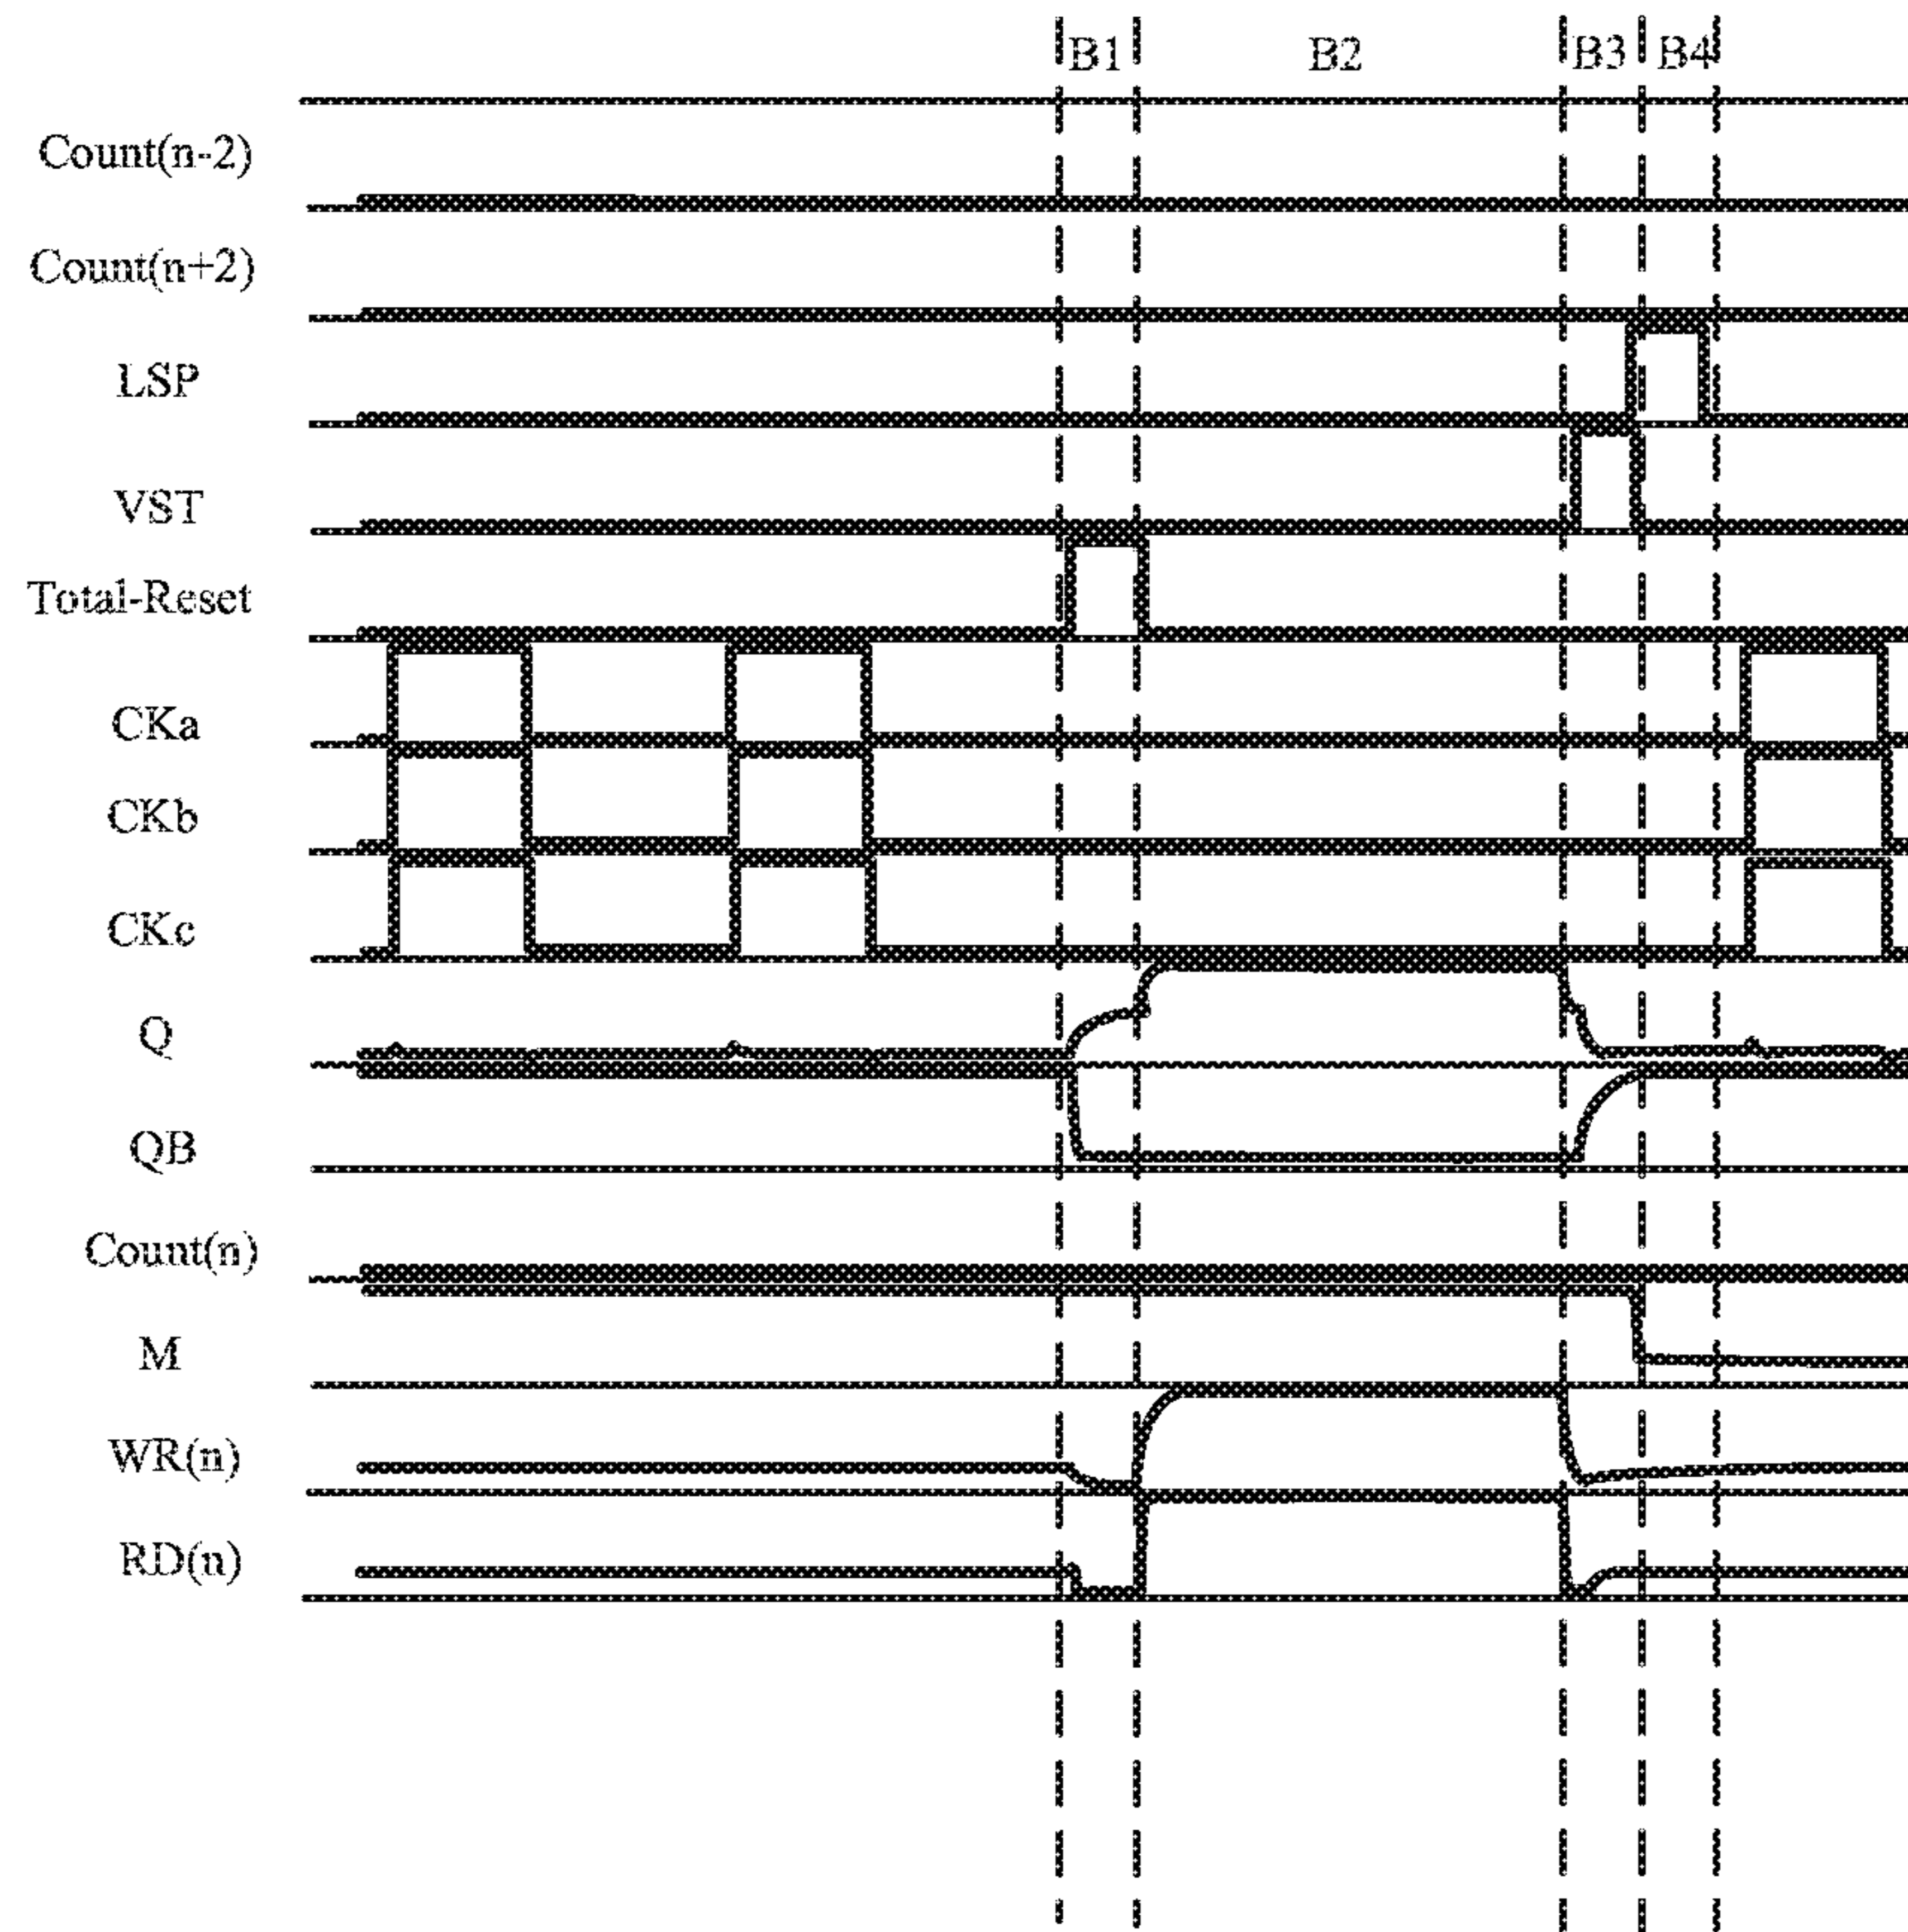 B1 B2 B3 B4
Count(n-2)
Count(n+2)
LSP
VST
Total-Reset
CKa
CKb
CKc
Q
QB
Count(n)
M
WR(n)
RD(n)